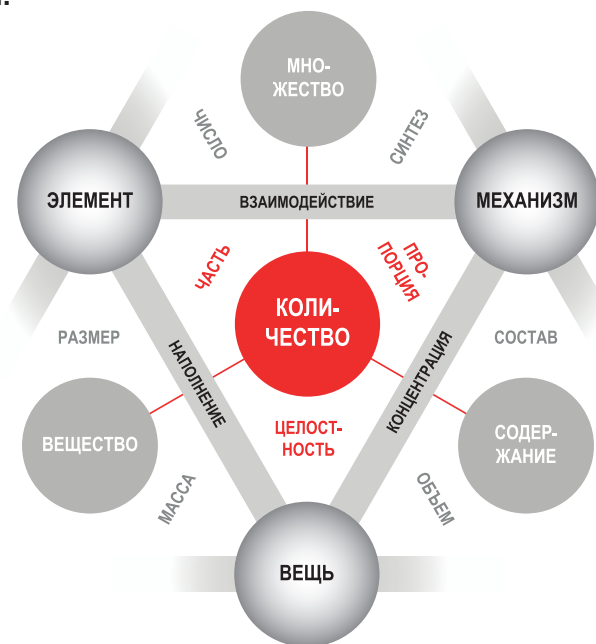 МНО-
ЖЕСТВО
ЧИСЛО
СИНТЕЗ
ЭЛЕМЕНТ
ВЗАИМОДЕЙСТВИЕ
МЕХАНИЗМ
ЧАСТЬ
ПРО-
ПОРЦИЯ
КОЛИ-
ЧЕСТВО
РАЗМЕР
НАПОЛНЕНИЕ
КОНЦЕНТРАЦИЯ
СОСТАВ
ВЕЩЕСТВО
ЦЕЛОСТ-
НОСТЬ
СОДЕР-
ЖАНИЕ
МАССА
ОБЪЕМ
ВЕЩЬ